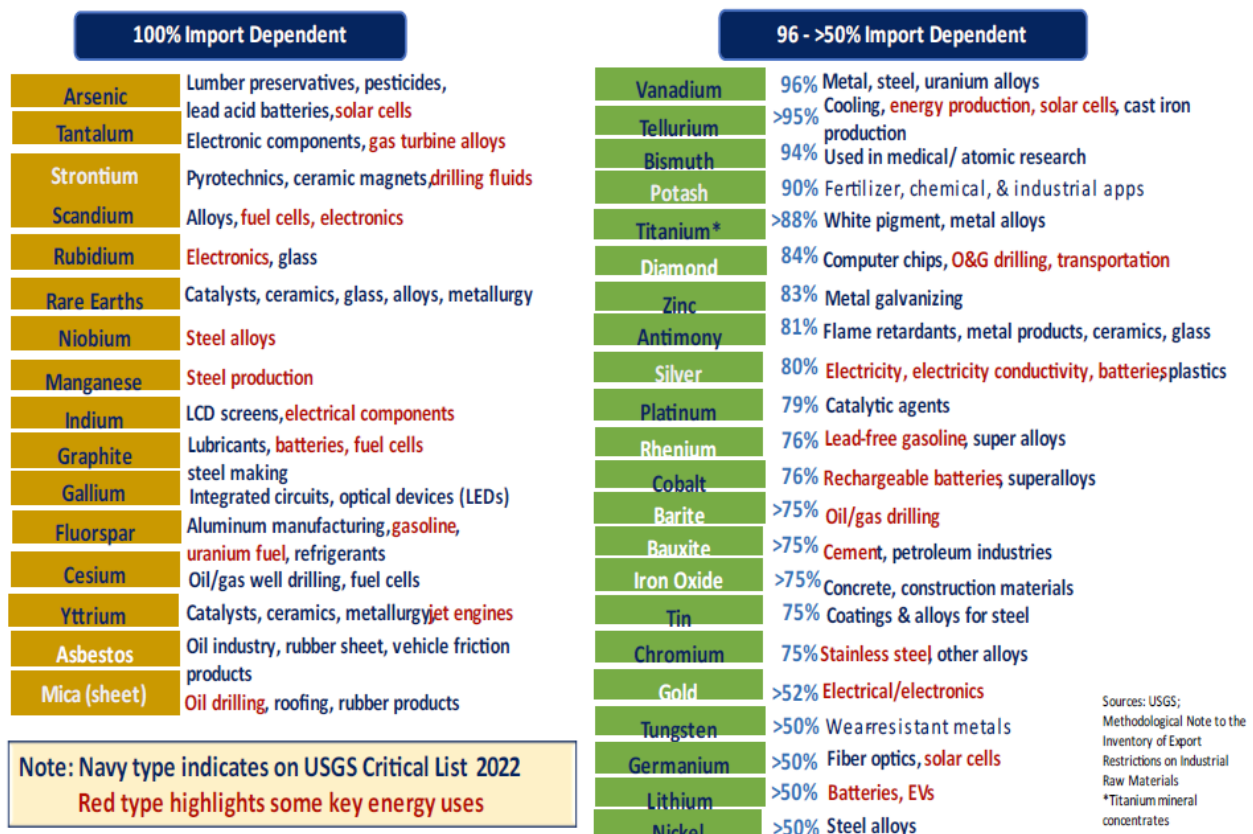 100% Import Dependent
Arsenic Lumber preservatives, pesticides,
lead acid batteries,solar cells
Tantalum Electronic components, gas turbine alloys
Strontium Pyrotechnics, ceramic magnets,drilling fluids
Scandium Alloys, fuel cells, electronics
Rubidium Electronics, glass
Rare Earths Catalysts, ceramics, glass, alloys, metallurgy
Niobium Steel alloys
Manganese Steel production
Indium LCD screens,electrical components
Graphite Lubricants, batteries, fuel cells
steel making
Gallium Integrated circuits, optical devices (LEDs)
Fluorspar Aluminum manufacturing,gasoline,
uranium fuel, refrigerants
Cesium Oil/gas well drilling, fuel cells
Yttrium Catalysts, ceramics, metallurgy,jet engines
Asbestos Oil industry, rubber sheet, vehicle friction
products
Mica (sheet) Oil drilling, roofing, rubber products
Note: Navy type indicates on USGS Critical List 2022
Red type highlights some key energy uses
96 - >50% Import Dependent
Vanadium 96% Metal, steel, uranium alloys
Tellurium >95% Cooling, energy production, solar cells, cast iron
production
Bismuth 94% Used in medical/ atomic research
Potash 90% Fertilizer, chemical, & industrial apps
Titanium* >88% White pigment, metal alloys
Diamond 84% Computer chips, O&G drilling, transportation
Zinc 83% Metal galvanizing
Antimony 81% Flame retardants, metal products, ceramics, glass
Silver 80% Electricity, electricity conductivity, batteries,plastics
Platinum 79% Catalytic agents
Rhenium 76% Lead-free gasoline, super alloys
Cobalt 76% Rechargeable batteries, superalloys
Barite >75% Oil/gas drilling
Bauxite >75% Cement, petroleum industries
Iron Oxide >75% Concrete, construction materials
Tin 75% Coatings & alloys for steel
Chromium 75% Stainless steel, other alloys
Gold >52% Electrical/electronics
Tungsten >50% Wear-resistant metals
Germanium >50% Fiber optics, solar cells
Lithium >50% Batteries, EVs
Nickel >50% Steel alloys
Sources: USGS;
Methodological Note to the
Inventory of Export
Restrictions on Industrial
Raw Materials
*Titanium mineral
concentrates